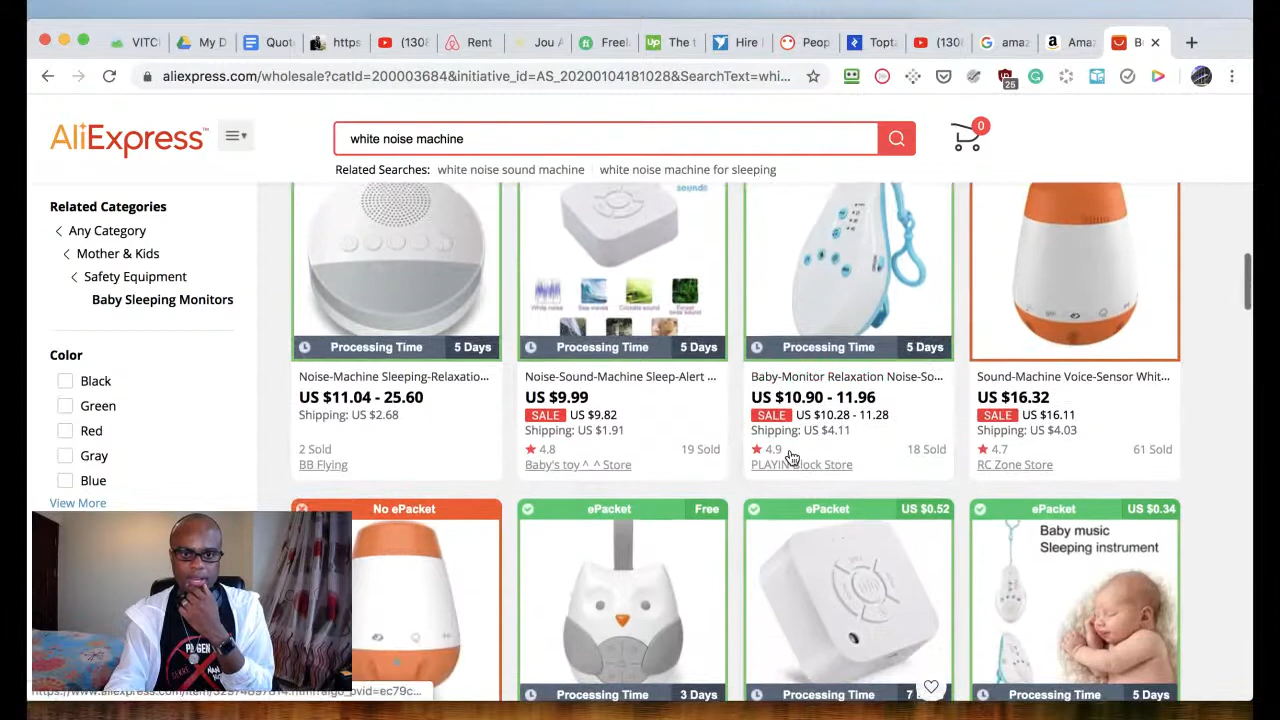 VITC
My D
Quot
https
(130
Rent
Jou A
Free
The t
Hire
Peop
Topt
(130
amaz
Amaz
B
aliexpress.com/wholesale?catId=200003684&initiative_id=AS_20200104181028&SearchText=whi...
25
AliExpress
white noise machine
0
Related Searches: white noise sound machine white noise machine for sleeping
Related Categories
Any Category
Mother & Kids
Safety Equipment
Baby Sleeping Monitors
Color
Black
Green
Red
Gray
Blue
View More
Processing Time 5 Days
Noise-Machine Sleeping-Relaxatio...
US $11.04 - 25.60
Shipping: US $2.68
2 Sold
BB Flying
sound
Processing Time 5 Days
Noise-Sound-Machine Sleep-Alert ...
US $9.99
SALE US $9.82
Shipping: US $1.91
4.8 19 Sold
Baby's toy ^_^ Store
Processing Time 5 Days
Baby-Monitor Relaxation Noise-So...
US $10.90 - 11.96
SALE US $10.28 - 11.28
Shipping: US $4.11
4.9 18 Sold
Sound-Machine Voice-Sensor Whit...
US $16.32
SALE US $16.11
Shipping: US $4.03
4.7 61 Sold
RC Zone Store
No ePacket
ePacket Free
Processing Time 3 Days
ePacket US $0.52
Processing Time 7
ePacket US $0.34
Baby music
Sleeping instrument
Processing Time 5 Days